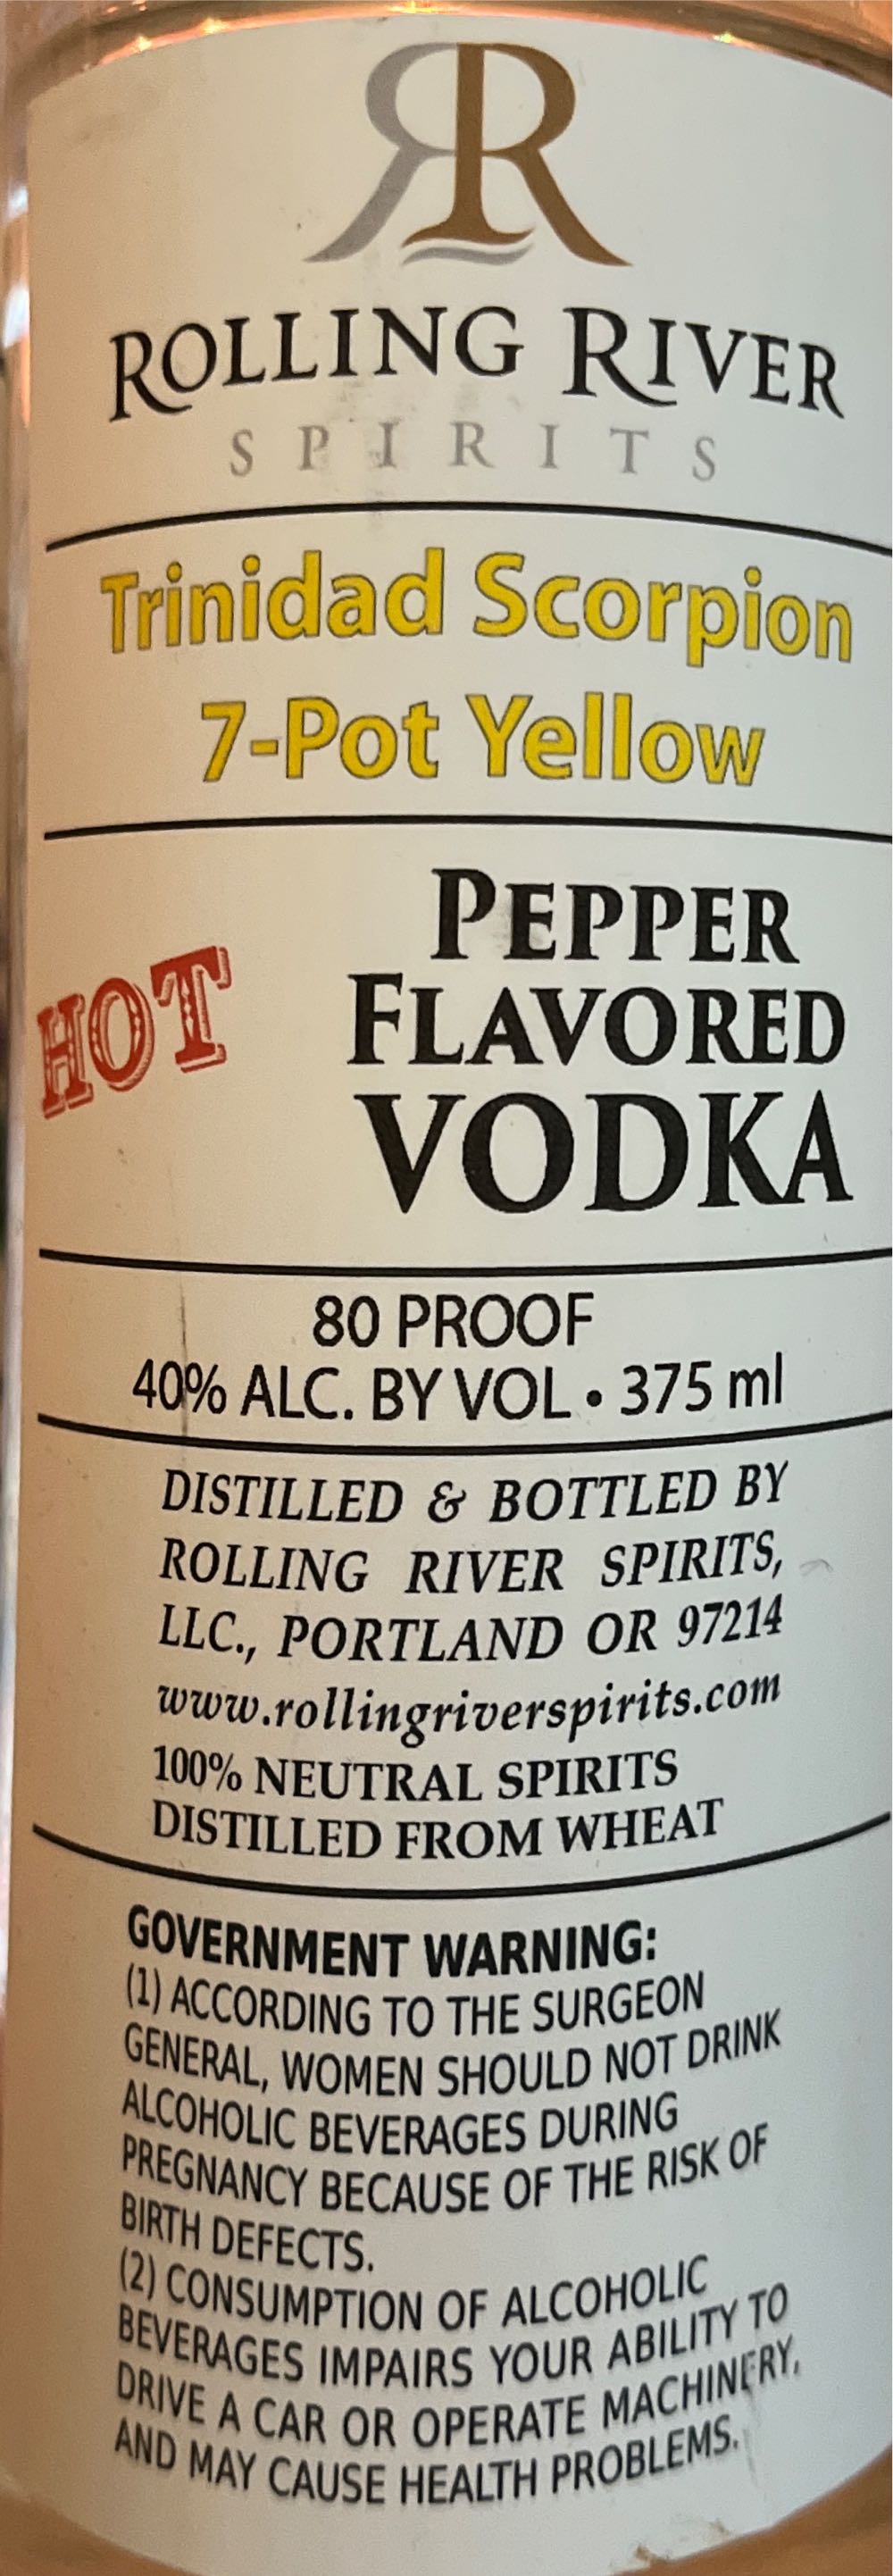 RR
ROLLING RIVER
SPIRITS
Trinidad Scorpion
7-Pot Yellow
HOT
PEPPER
FLAVORED
VODKA
80 PROOF
40% ALC. BY VOL • 375 ml
DISTILLED & BOTTLED BY
ROLLING RIVER SPIRITS,
LLC., PORTLAND OR 97214
www.rollingriverspirits.com
100% NEUTRAL SPIRITS
DISTILLED FROM WHEAT
GOVERNMENT WARNING:
(1) ACCORDING TO THE SURGEON
GENERAL, WOMEN SHOULD NOT DRINK
ALCOHOLIC BEVERAGES DURING
PREGNANCY BECAUSE OF THE RISK OF
BIRTH DEFECTS.
(2) CONSUMPTION OF ALCOHOLIC
BEVERAGES IMPAIRS YOUR ABILITY TO
DRIVE A CAR OR OPERATE MACHINERY,
AND MAY CAUSE HEALTH PROBLEMS.